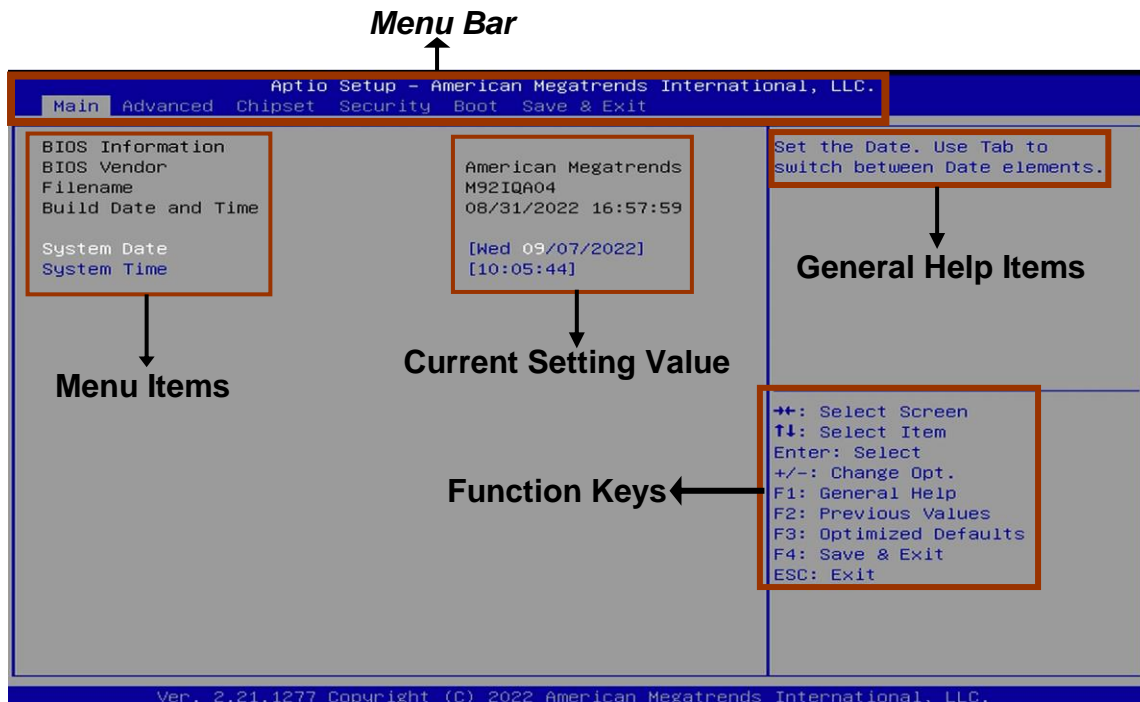 Menu Bar
Aptio Setup – American Megatrends International, LLC.
Main Advanced Chipset Security Boot Save & Exit
BIOS Information
BIOS Vendor American Megatrends
Filename M92IQA04
Build Date and Time 08/31/2022 16:57:59
System Date [Wed 09/07/2022]
System Time [10:05:44]
Set the Date. Use Tab to
switch between Date elements.
General Help Items
Current Setting Value
Menu Items
→←: Select Screen
↑↓: Select Item
Enter: Select
+/-: Change Opt.
F1: General Help
F2: Previous Values
F3: Optimized Defaults
F4: Save & Exit
ESC: Exit
Function Keys
Ver. 2.21.1277 Copyright (C) 2022 American Megatrends International, LLC.